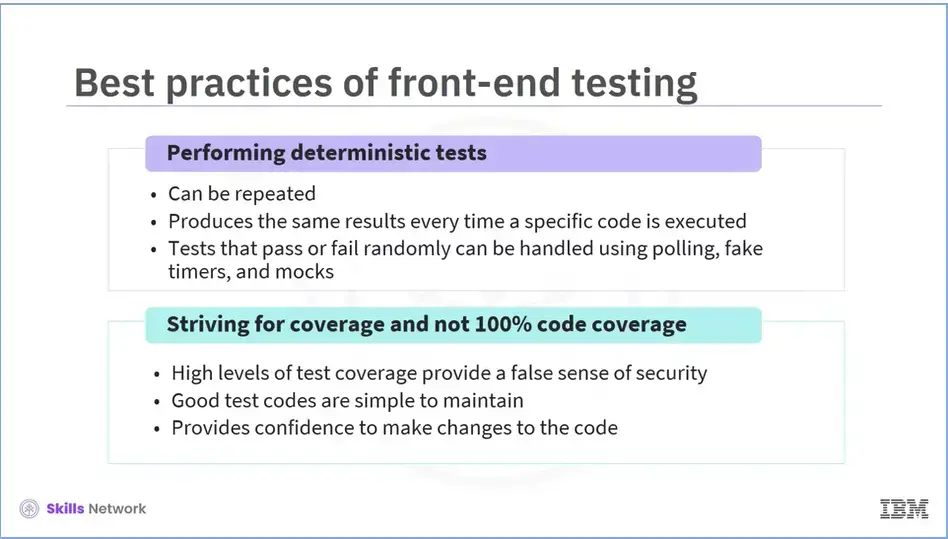 Best practices of front-end testing
Performing deterministic tests
• Can be repeated
• Produces the same results every time a specific code is executed
• Tests that pass or fail randomly can be handled using polling, fake
timers, and mocks
Striving for coverage and not 100% code coverage
• High levels of test coverage provide a false sense of security
• Good test codes are simple to maintain
• Provides confidence to make changes to the code
Skills Network
IBM